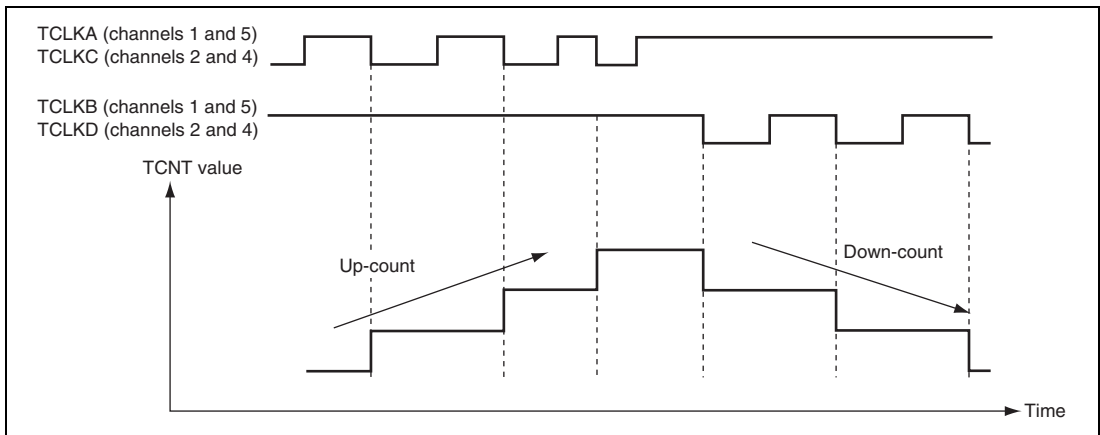 TCLKA (channels 1 and 5)
TCLKC (channels 2 and 4)
TCLKB (channels 1 and 5)
TCLKD (channels 2 and 4)
TCNT value
Up-count
Down-count
Time